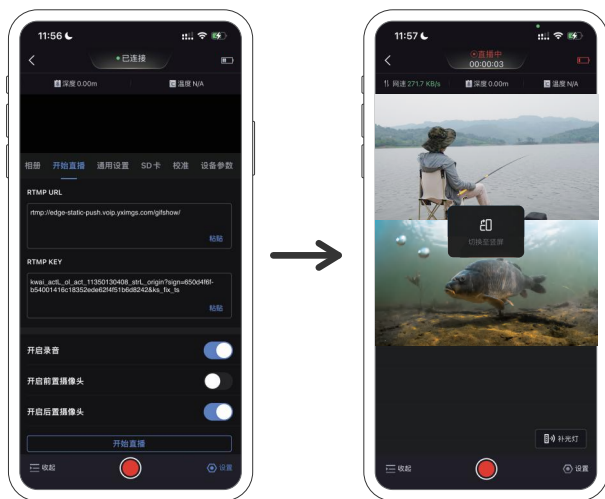 11:56
•已连接
深度 0.00m
温度 N/A
相册 开始直播 通用设置 SD卡 校准 设备参数
RTMP URL
rtmp://edge-static-push.voip.yximgs.com/gifshow/
粘贴
RTMP KEY
kwai_actL_ol_act_11350130408_strL_origin?sign=650d4f6f-
b54001416c18352ede62f4f51b6d8242&ks_fix_ts
粘贴
开启录音
开启前置摄像头
开启后置摄像头
开始直播
收起
设置
11:57
直播中
00:00:03
网速 271.7 KB/s
深度 0.00m
温度 N/A
切换至竖屏
补光灯
收起
设置